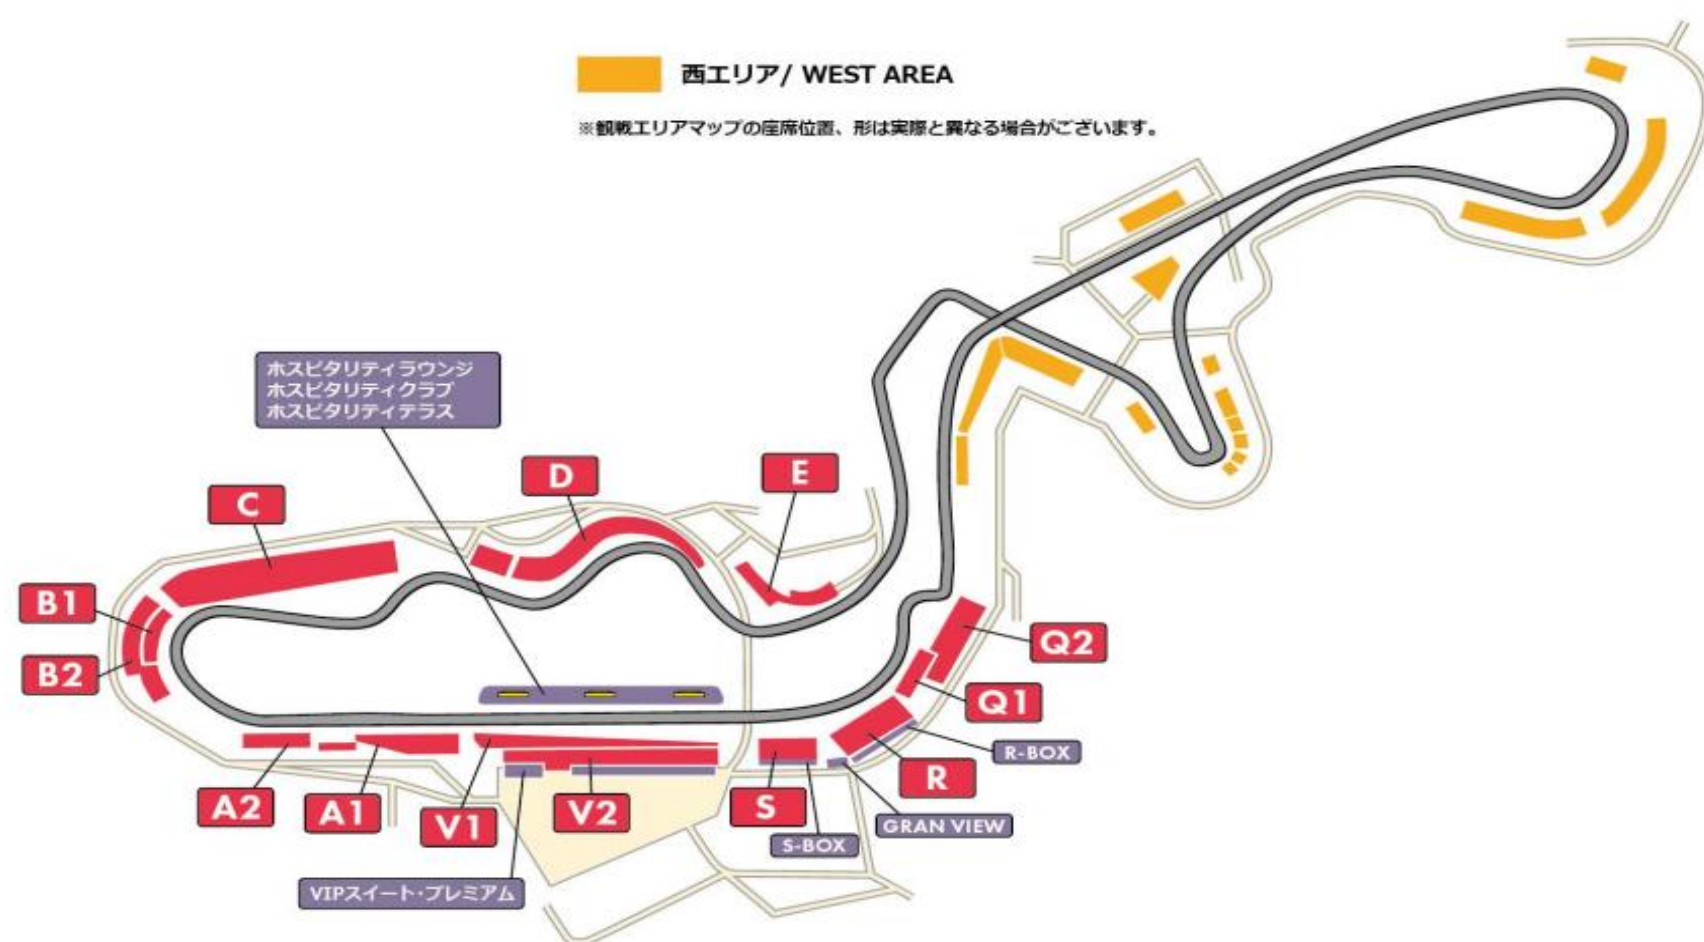 西エリア/ WEST AREA
※観戦エリアマップの座席位置、形は実際と異なる場合がございます。
ホスピタリティラウンジ
ホスピタリティクラブ
ホスピタリティテラス
C
D
E
B1
B2
Q2
Q1
R-BOX
R
A2
A1
V1
V2
S
GRAN VIEW
S-BOX
VIPスイート・プレミアム